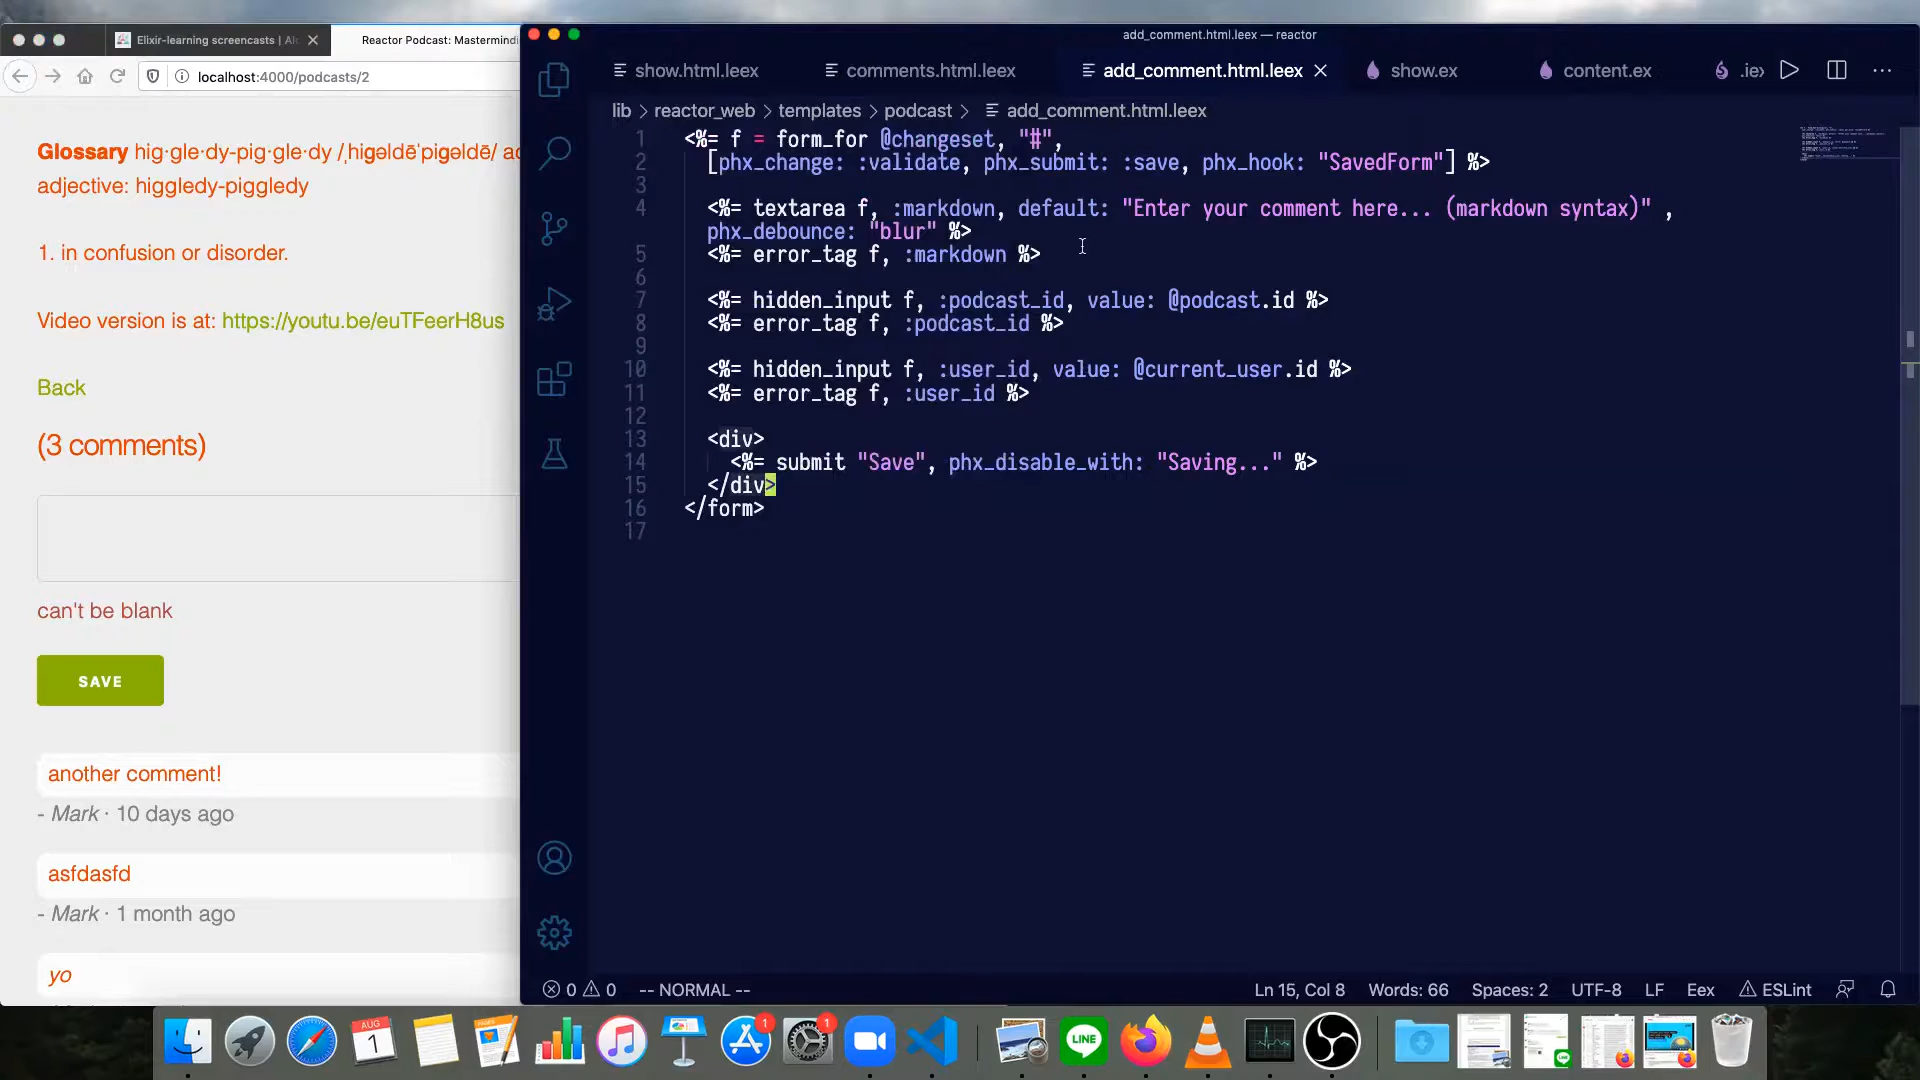 add_comment.html.leex — reactor
Elixir-learning screencasts | Al
Reactor Podcast: Mastermindi
localhost:4000/podcasts/2
Glossary hig·gle·dy-pig·gle·dy /ˌhigəldēˈpigəldē/ ad
adjective: higgledy-piggledy
1. in confusion or disorder.
Video version is at: https://youtu.be/euTFeerH8us
Back
(3 comments)
can't be blank
SAVE
another comment!
- Mark · 10 days ago
asfdasfd
- Mark · 1 month ago
yo
show.html.leex
comments.html.leex
add_comment.html.leex
show.ex
content.ex
.iex
lib > reactor_web > templates > podcast > add_comment.html.leex
1 <%= f = form_for @changeset, "#",
2 [phx_change: :validate, phx_submit: :save, phx_hook: "SavedForm"] %>
3
4 <%= textarea f, :markdown, default: "Enter your comment here... (markdown syntax)" ,
phx_debounce: "blur" %>
5 <%= error_tag f, :markdown %>
6
7 <%= hidden_input f, :podcast_id, value: @podcast.id %>
8 <%= error_tag f, :podcast_id %>
9
10 <%= hidden_input f, :user_id, value: @current_user.id %>
11 <%= error_tag f, :user_id %>
12
13 <div>
14 <%= submit "Save", phx_disable_with: "Saving..." %>
15 </div>
16 </form>
17
0 0 -- NORMAL --
Ln 15, Col 8 Words: 66 Spaces: 2 UTF-8 LF Eex ESLint
AUG
1
1
1
LINE